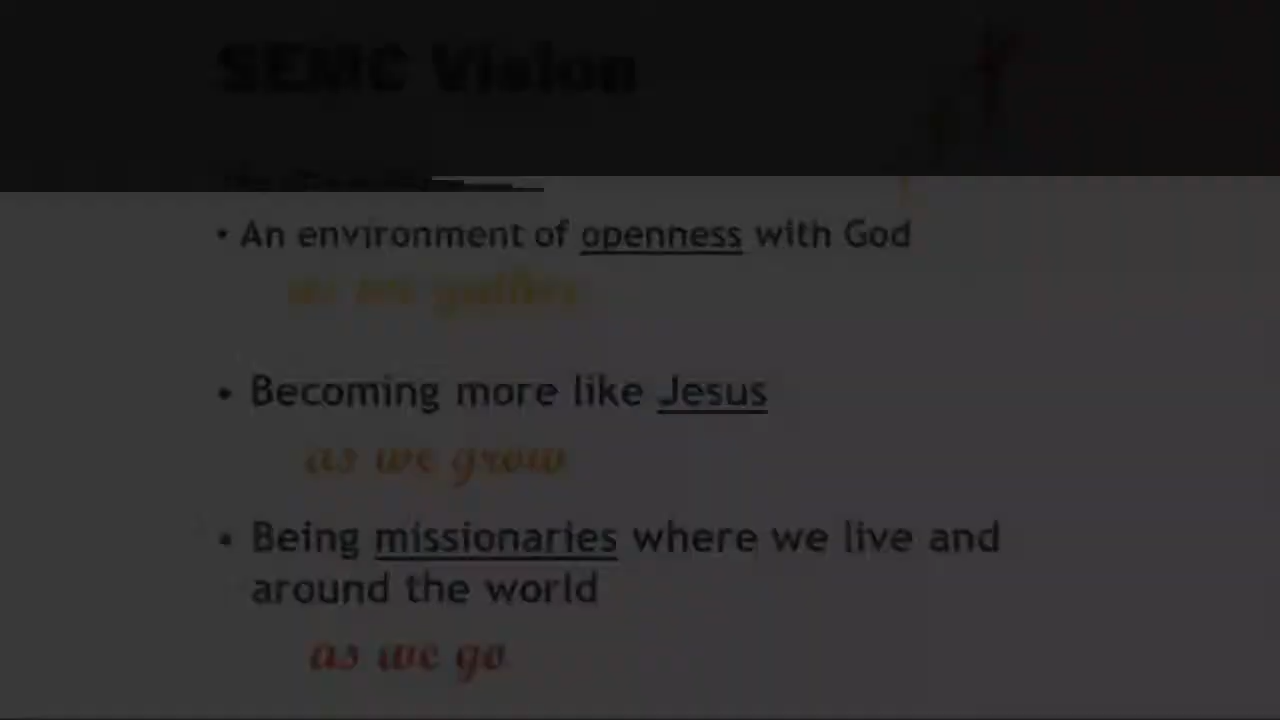 SEMC Vision
• An environment of openness with God
as we gather
• Becoming more like Jesus
as we grow
• Being missionaries where we live and
around the world
as we go